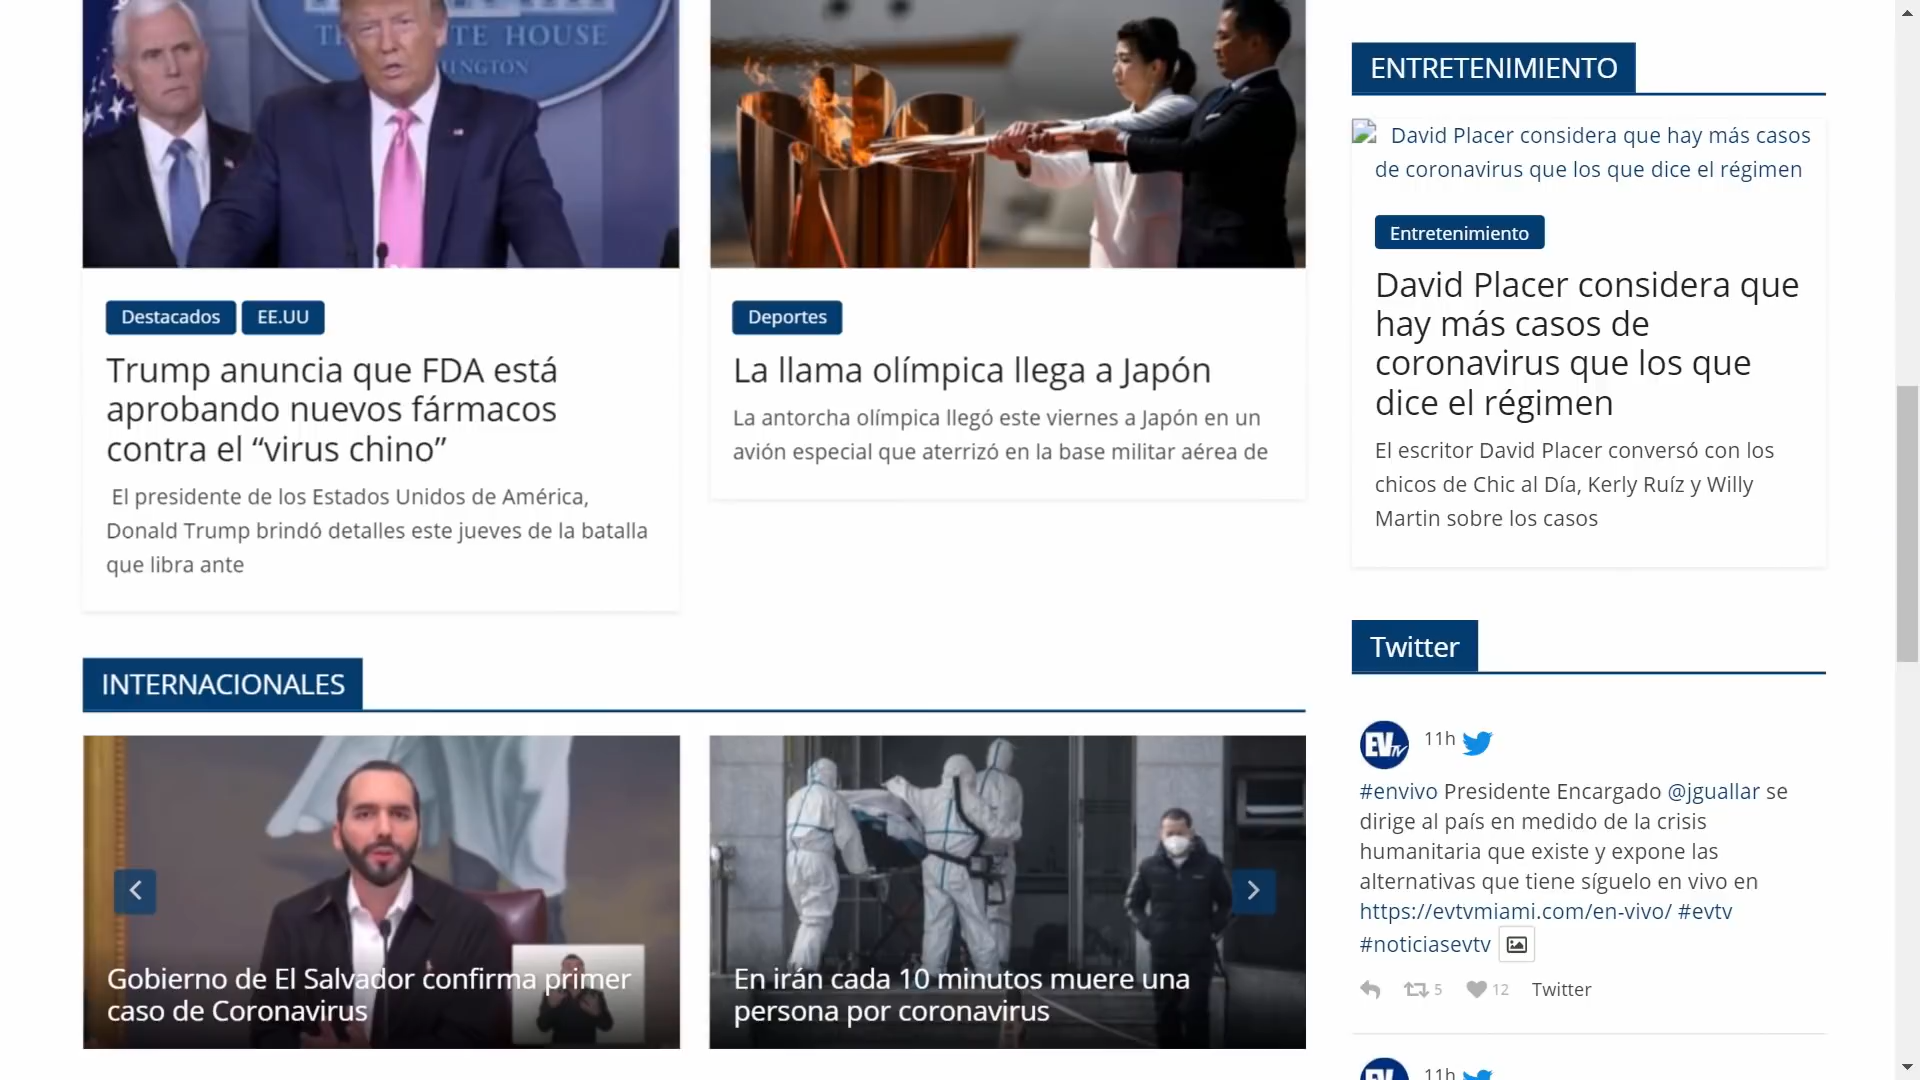 THE WHITE HOUSE
Destacados EE.UU
Trump anuncia que FDA está
aprobando nuevos fármacos
contra el “virus chino”
El presidente de los Estados Unidos de América,
Donald Trump brindó detalles este jueves de la batalla
que libra ante
Deportes
La llama olímpica llega a Japón
La antorcha olímpica llegó este viernes a Japón en un
avión especial que aterrizó en la base militar aérea de
INTERNACIONALES
Gobierno de El Salvador confirma primer
caso de Coronavirus
En irán cada 10 minutos muere una
persona por coronavirus
ENTRETENIMIENTO
David Placer considera que hay más casos
de coronavirus que los que dice el régimen
Entretenimiento
David Placer considera que
hay más casos de
coronavirus que los que
dice el régimen
El escritor David Placer conversó con los
chicos de Chic al Día, Kerly Ruíz y Willy
Martin sobre los casos
Twitter
EVTV 11h
#envivo Presidente Encargado @jguallar se
dirige al país en medido de la crisis
humanitaria que existe y expone las
alternativas que tiene síguelo en vivo en
https://evtvmiami.com/en-vivo/ #evtv
#noticiasevtv
5 12 Twitter
11h